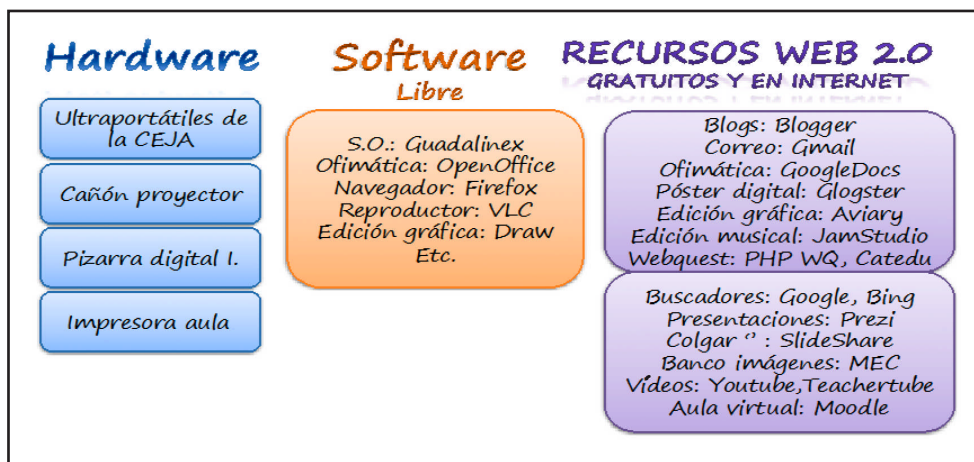 Hardware
Ultraportátiles de
la CEJA
Cañón proyector
Pizarra digital I.
Impresora aula
Software
Libre
S.O.: Guadalinex
Ofimática: OpenOffice
Navegador: Firefox
Reproductor: VLC
Edición gráfica: Draw
Etc.
RECURSOS WEB 2.0
GRATUITOS Y EN INTERNET
Blogs: Blogger
Correo: Gmail
Ofimática: GoogleDocs
Póster digital: Glogster
Edición gráfica: Aviary
Edición musical: JamStudio
Webquest: PHP WQ, Catedu
Buscadores: Google, Bing
Presentaciones: Prezi
Colgar “ : SlideShare
Banco imágenes: MEC
Vídeos: Youtube,Teachertube
Aula virtual: Moodle